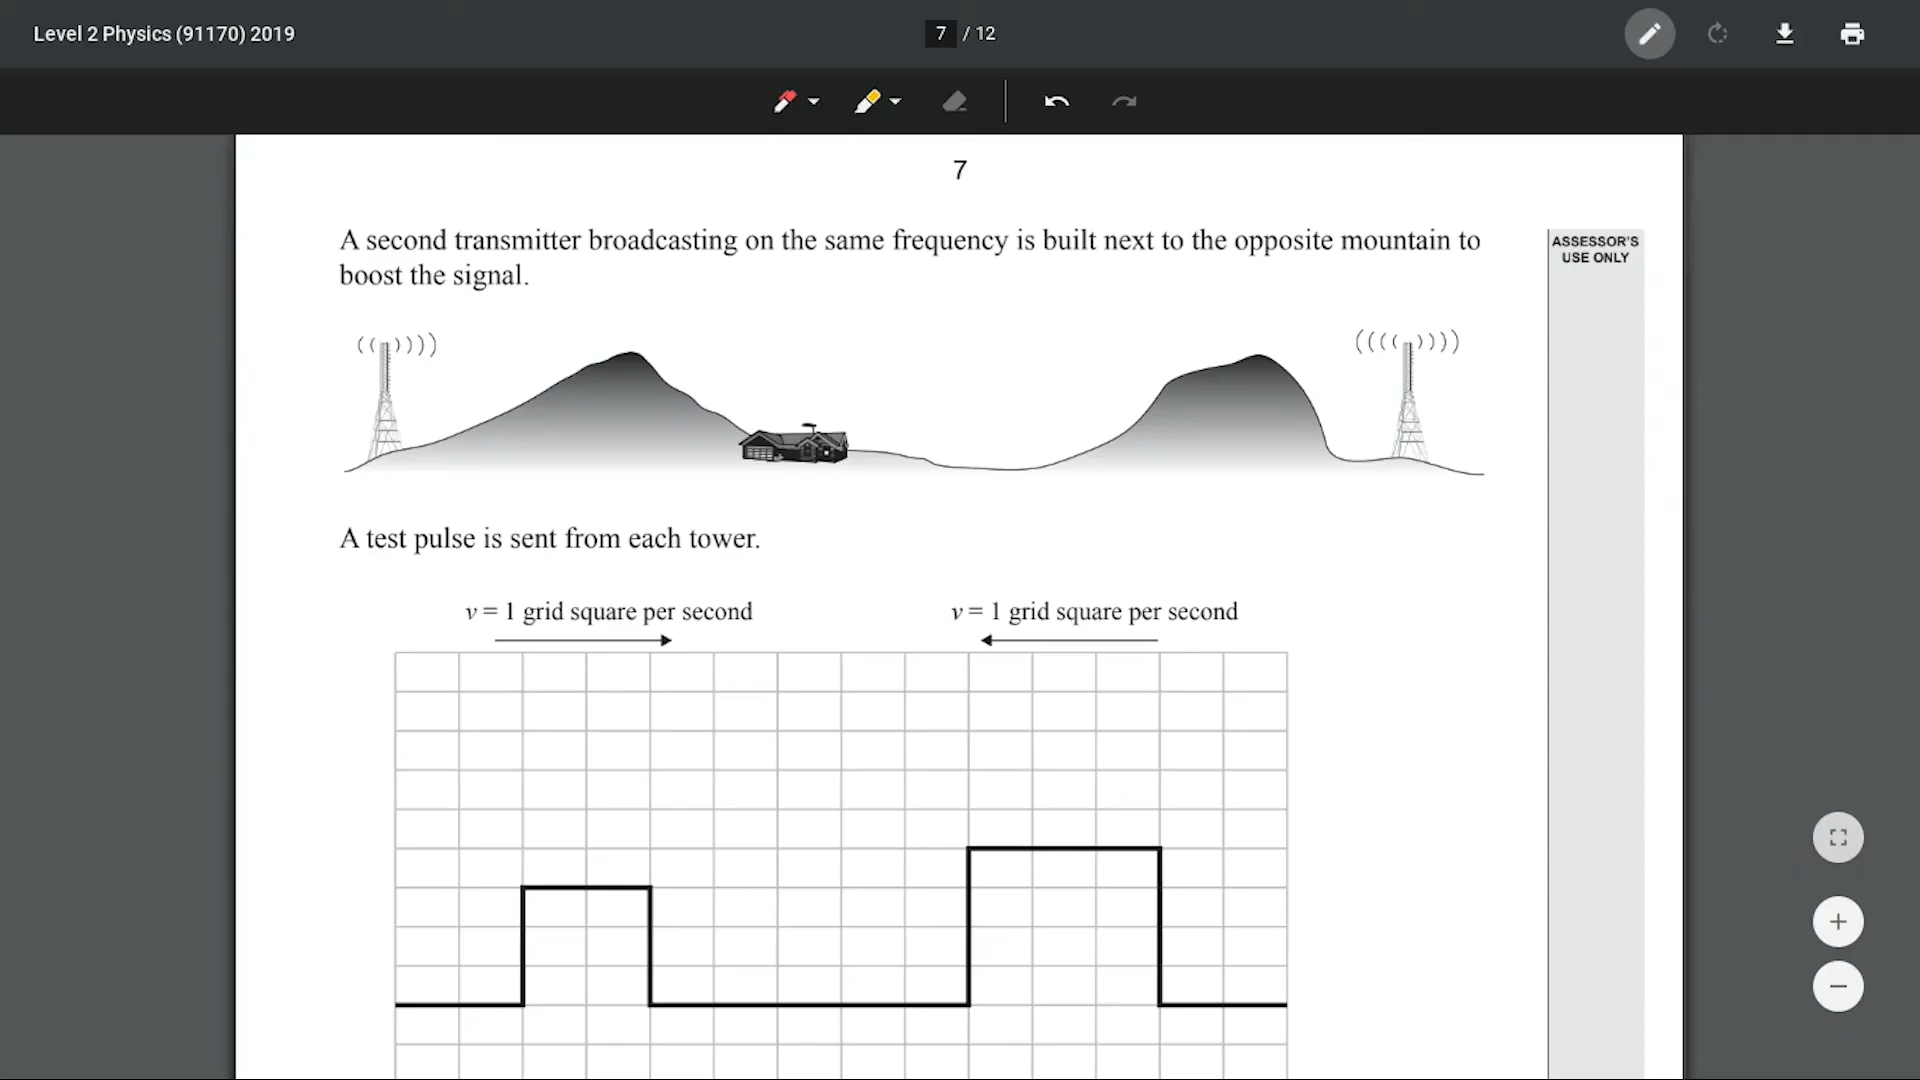 Level 2 Physics (91170) 2019
7 / 12
7
A second transmitter broadcasting on the same frequency is built next to the opposite mountain to
boost the signal.
ASSESSOR'S
USE ONLY
A test pulse is sent from each tower.
v = 1 grid square per second
v = 1 grid square per second